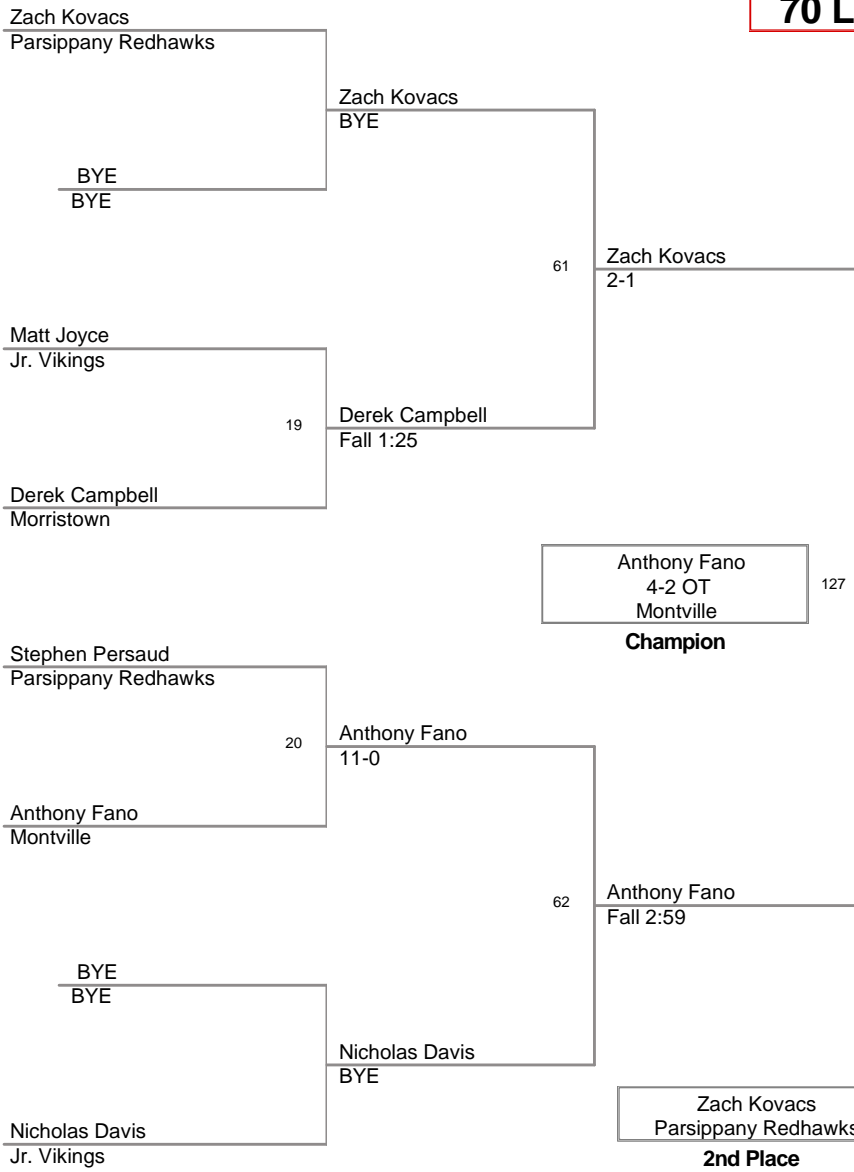 70 L
Zach Kovacs
Parsippany Redhawks
Zach Kovacs
BYE
BYE
BYE
61
Zach Kovacs
2-1
Matt Joyce
Jr. Vikings
19
Derek Campbell
Fall 1:25
Derek Campbell
Morristown
Anthony Fano
4-2 OT
Montville
127
Champion
Stephen Persaud
Parsippany Redhawks
20
Anthony Fano
11-0
Anthony Fano
Montville
62
Anthony Fano
Fall 2:59
BYE
BYE
Nicholas Davis
BYE
Zach Kovacs
Parsippany Redhawks
2nd Place
Nicholas Davis
Jr. Vikings